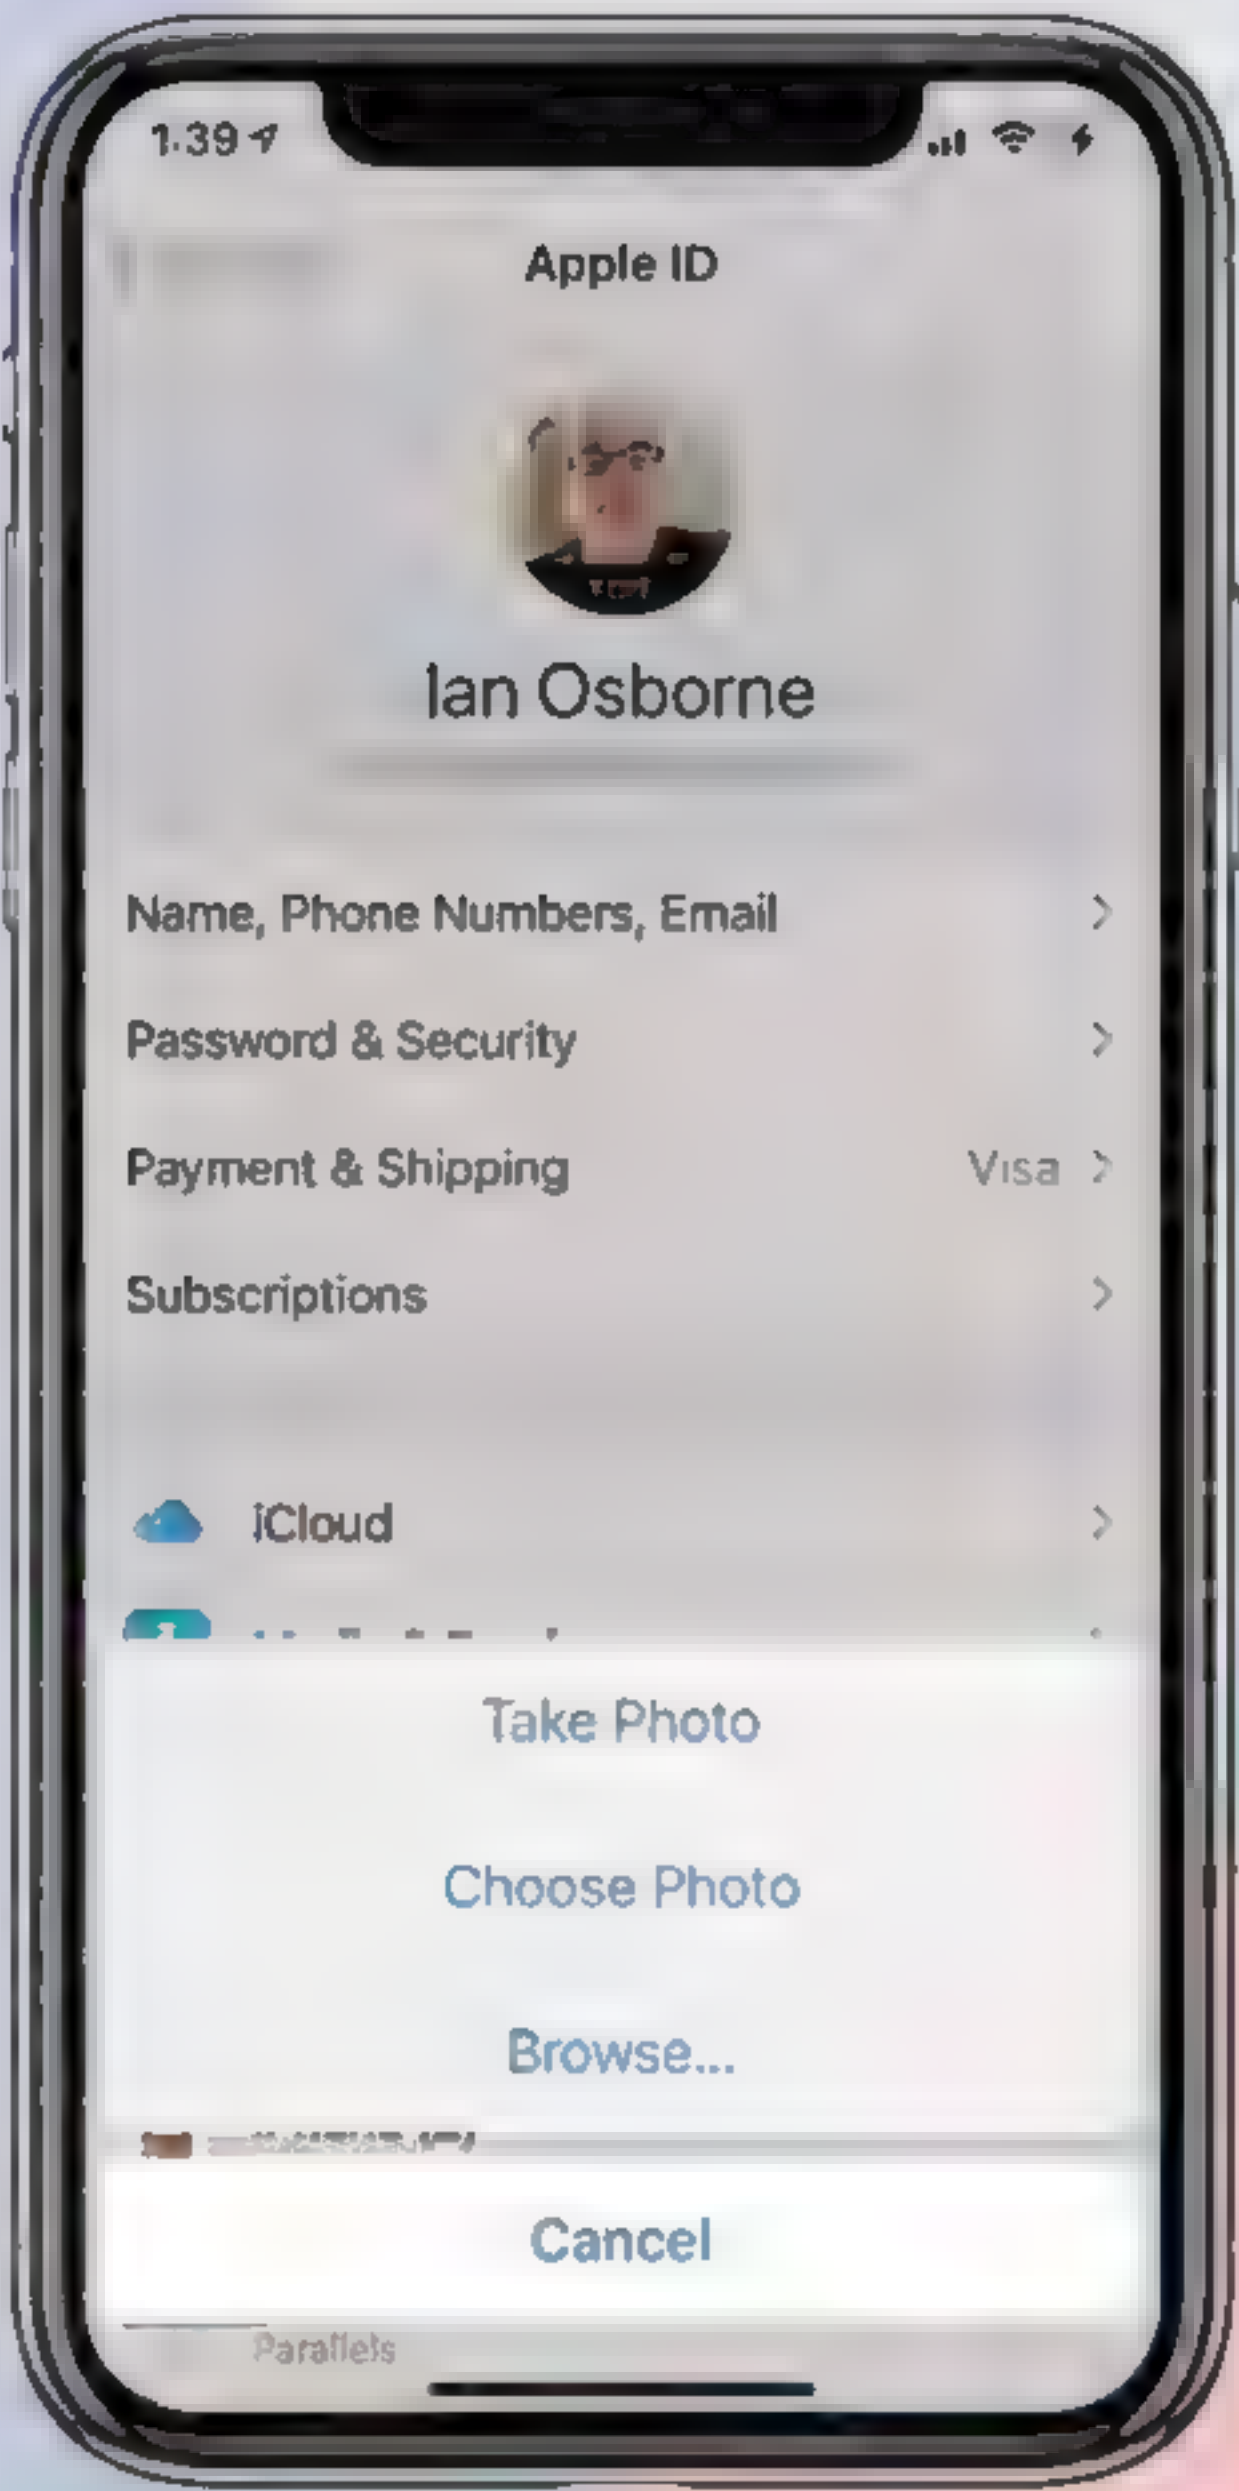 1:39
Apple ID
Ian Osborne
Name, Phone Numbers, Email
Password & Security
Payment & Shipping Visa
Subscriptions
iCloud
Take Photo
Choose Photo
Browse...
Cancel
Parallels